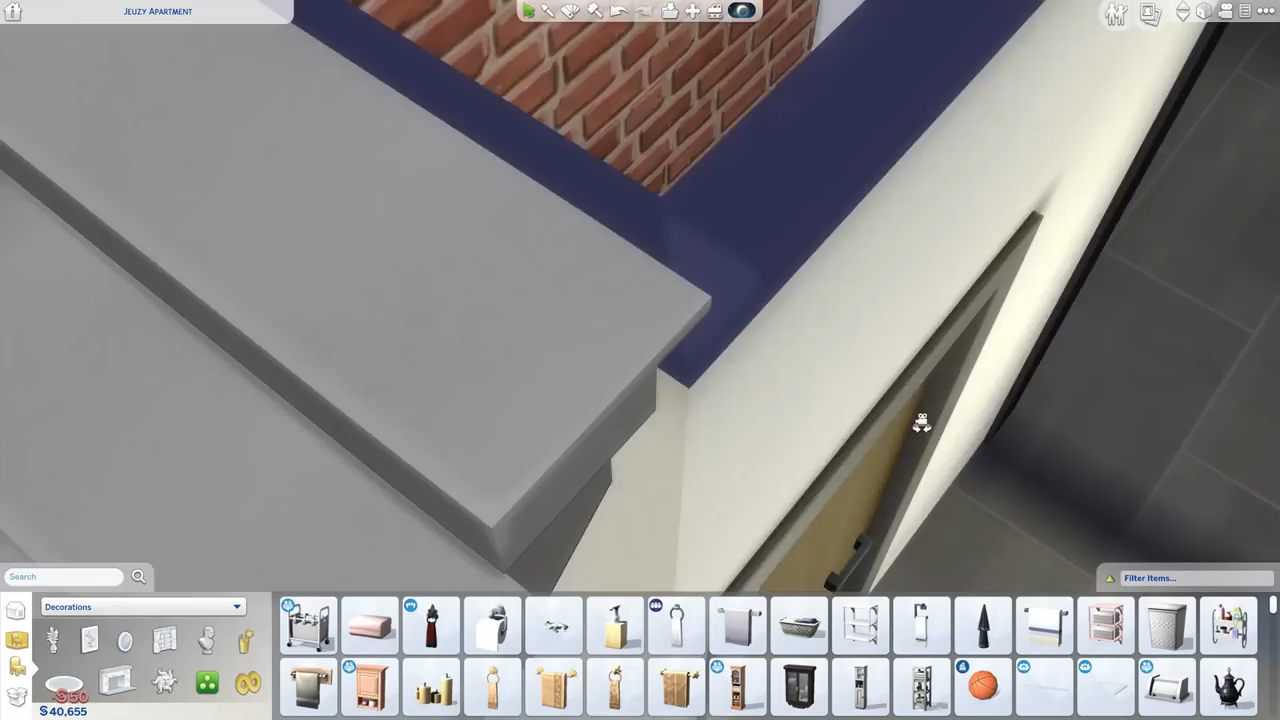 Jeuzy Apartment
Search
Filter Items...
Decorations
-§50
§40,655